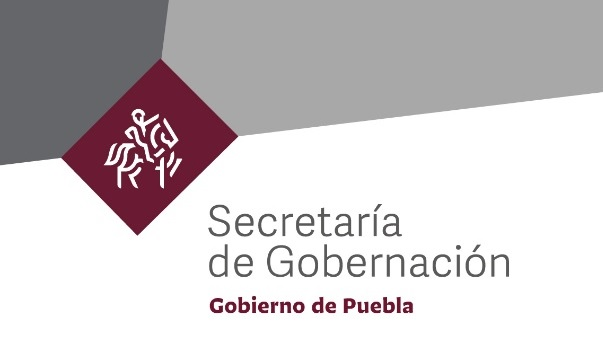 Secretaría
de Gobernación
Gobierno de Puebla